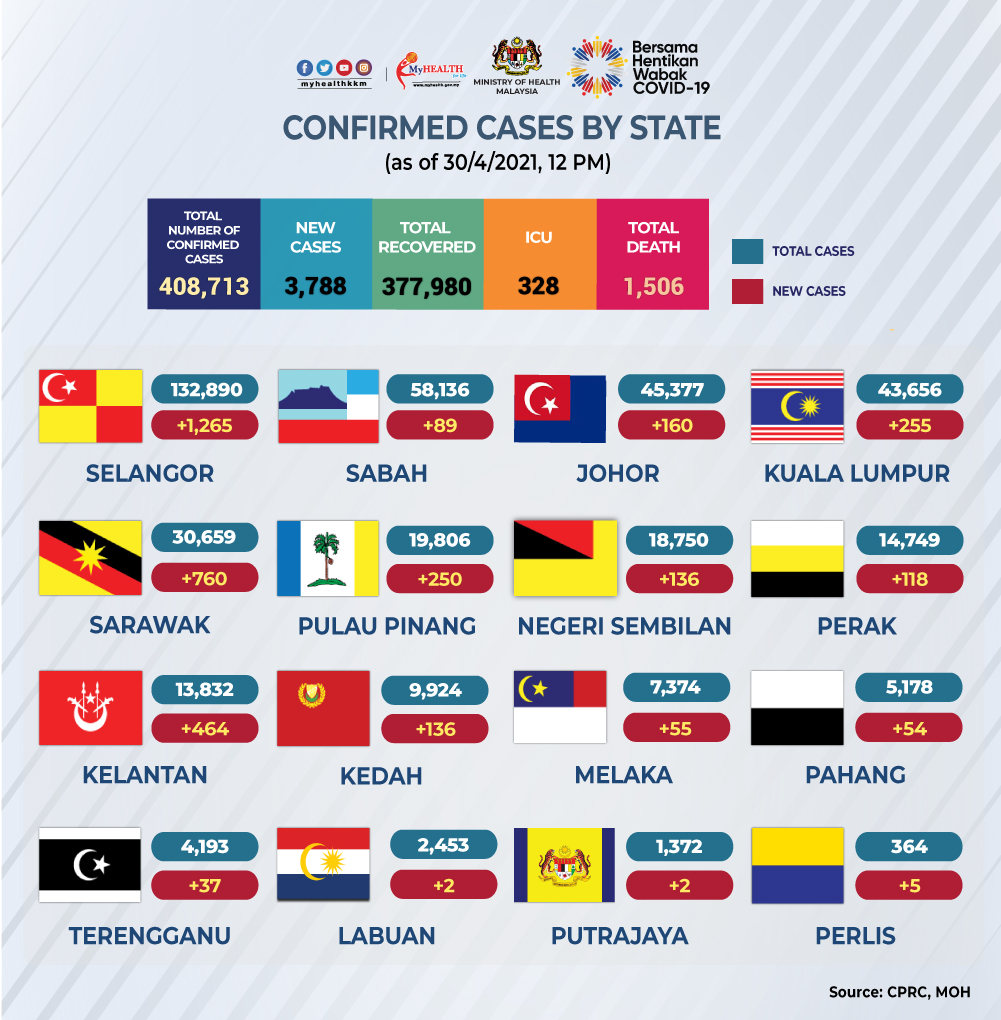 myhealthkkm
MyHEALTH
for life
www.myhealth.gov.my
MINISTRY OF HEALTH
MALAYSIA
Bersama
Hentikan
Wabak
COVID-19
CONFIRMED CASES BY STATE
(as of 30/4/2021, 12 PM)
TOTAL
NUMBER OF
CONFIRMED
CASES
408,713
NEW
CASES
3,788
TOTAL
RECOVERED
377,980
ICU
328
TOTAL
DEATH
1,506
TOTAL CASES
NEW CASES
132,890
+1,265
SELANGOR
58,136
+89
SABAH
45,377
+160
JOHOR
43,656
+255
KUALA LUMPUR
30,659
+760
SARAWAK
19,806
+250
PULAU PINANG
18,750
+136
NEGERI SEMBILAN
14,749
+118
PERAK
13,832
+464
KELANTAN
9,924
+136
KEDAH
7,374
+55
MELAKA
5,178
+54
PAHANG
4,193
+37
TERENGGANU
2,453
+2
LABUAN
1,372
+2
PUTRAJAYA
364
+5
PERLIS
Source: CPRC, MOH